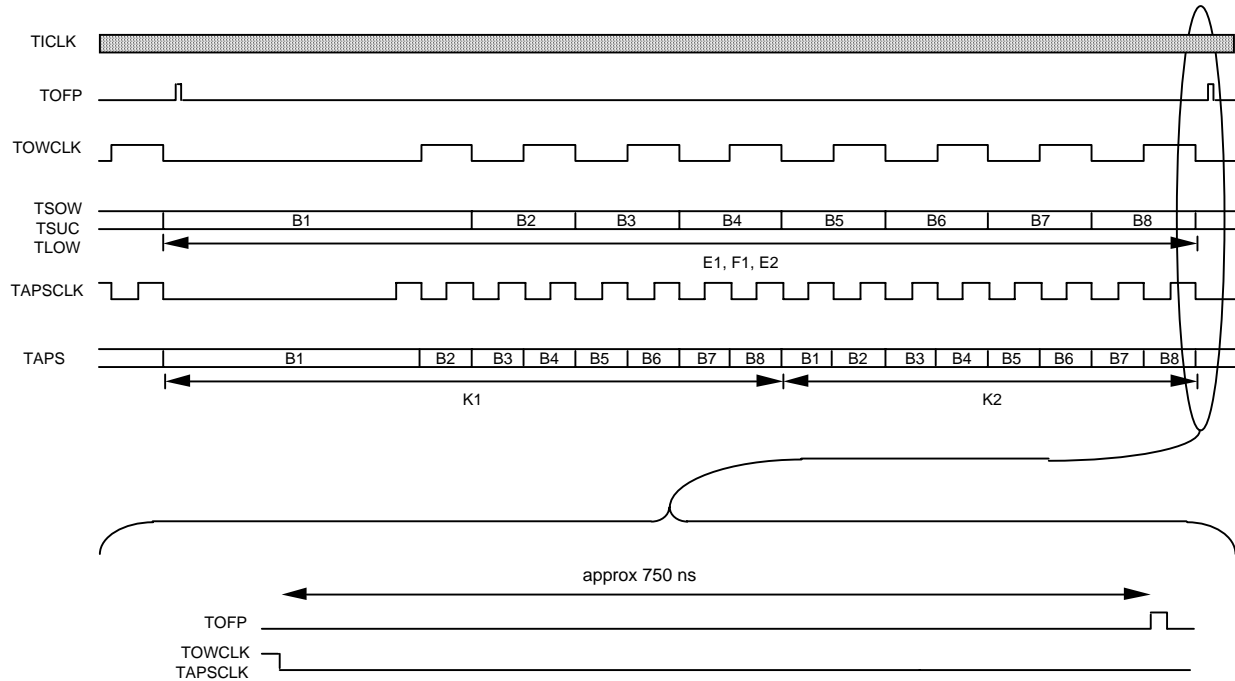 TICLK
TOFP
TOWCLK
TSOW
TSUC
TLOW
B1 B2 B3 B4 B5 B6 B7 B8
E1, F1, E2
TAPSCLK
TAPS
B1 B2 B3 B4 B5 B6 B7 B8 B1 B2 B3 B4 B5 B6 B7 B8
K1 K2
approx 750 ns
TOFP
TOWCLK
TAPSCLK